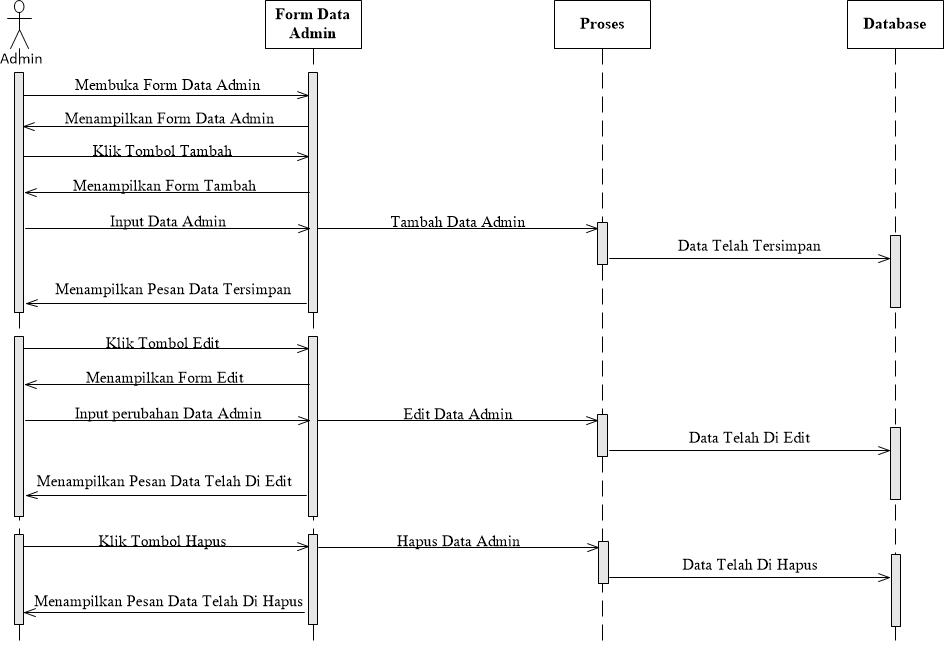 Form Data
Admin
Proses
Database
Admin
Membuka Form Data Admin
Menampilkan Form Data Admin
Klik Tombol Tambah
Menampilkan Form Tambah
Input Data Admin
Tambah Data Admin
Data Telah Tersimpan
Menampilkan Pesan Data Tersimpan
Klik Tombol Edit
Menampilkan Form Edit
Input perubahan Data Admin
Edit Data Admin
Data Telah Di Edit
Menampilkan Pesan Data Telah Di Edit
Klik Tombol Hapus
Hapus Data Admin
Data Telah Di Hapus
Menampilkan Pesan Data Telah Di Hapus